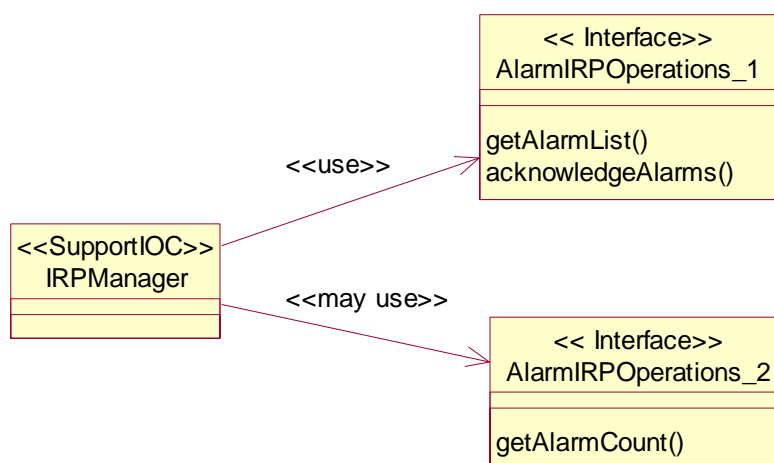 << Interface>>
AlarmIRPOperations_1
getAlarmList()
acknowledgeAlarms()
<<use>>
<<SupportIOC>>
IRPManager
<<may use>>
<< Interface>>
AlarmIRPOperations_2
getAlarmCount()